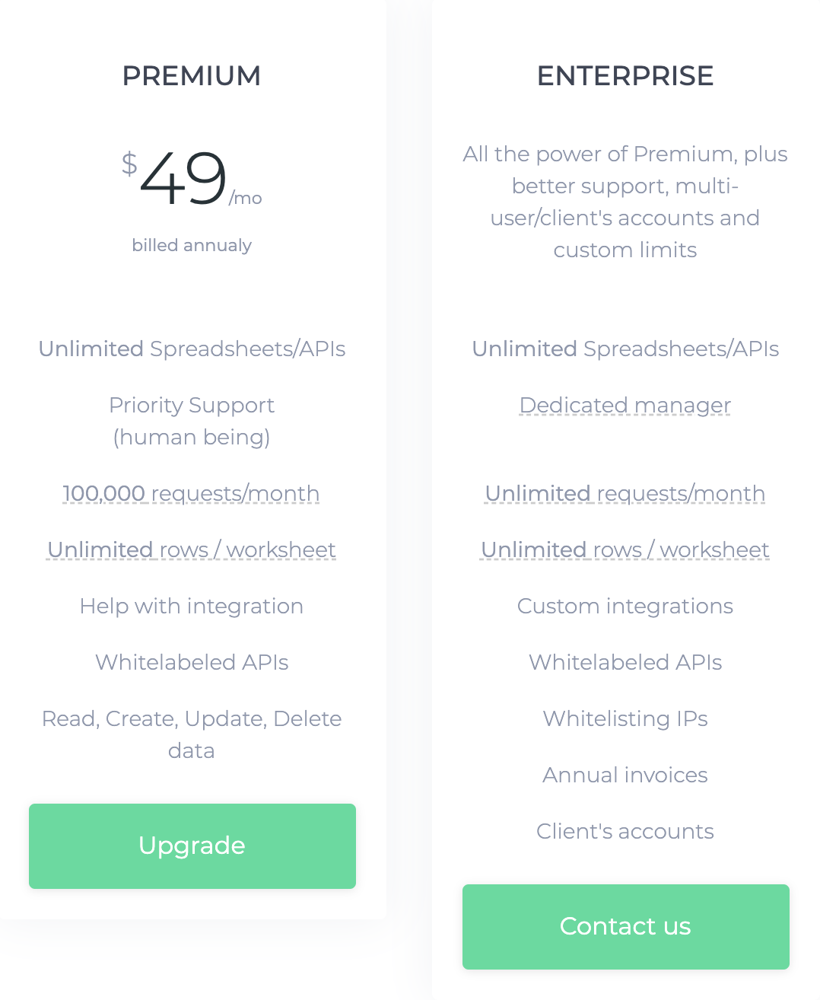 PREMIUM
$49/mo
billed annualy
Unlimited Spreadsheets/APIs
Priority Support
(human being)
100,000 requests/month
Unlimited rows / worksheet
Help with integration
Whitelabeled APIs
Read, Create, Update, Delete
data
Upgrade
ENTERPRISE
All the power of Premium, plus
better support, multi-
user/client's accounts and
custom limits
Unlimited Spreadsheets/APIs
Dedicated manager
Unlimited requests/month
Unlimited rows / worksheet
Custom integrations
Whitelabeled APIs
Whitelisting IPs
Annual invoices
Client's accounts
Contact us